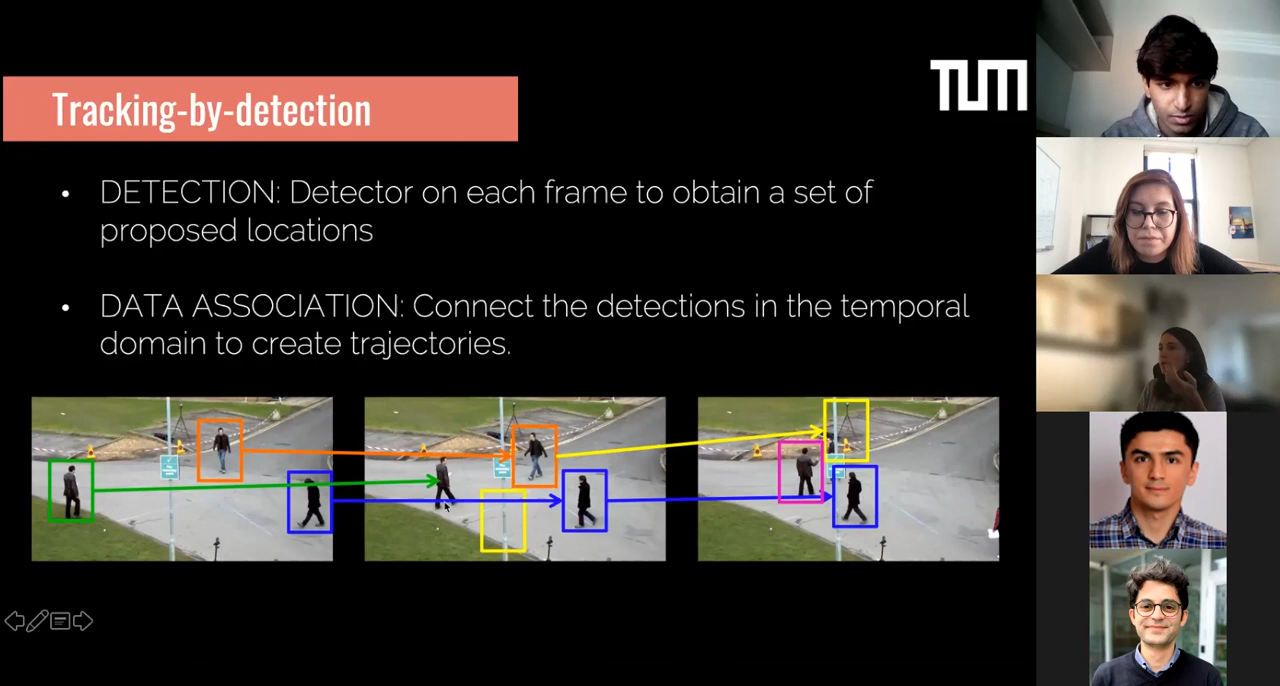 TUM
Tracking-by-detection
• DETECTION: Detector on each frame to obtain a set of
proposed locations
• DATA ASSOCIATION: Connect the detections in the temporal
domain to create trajectories.